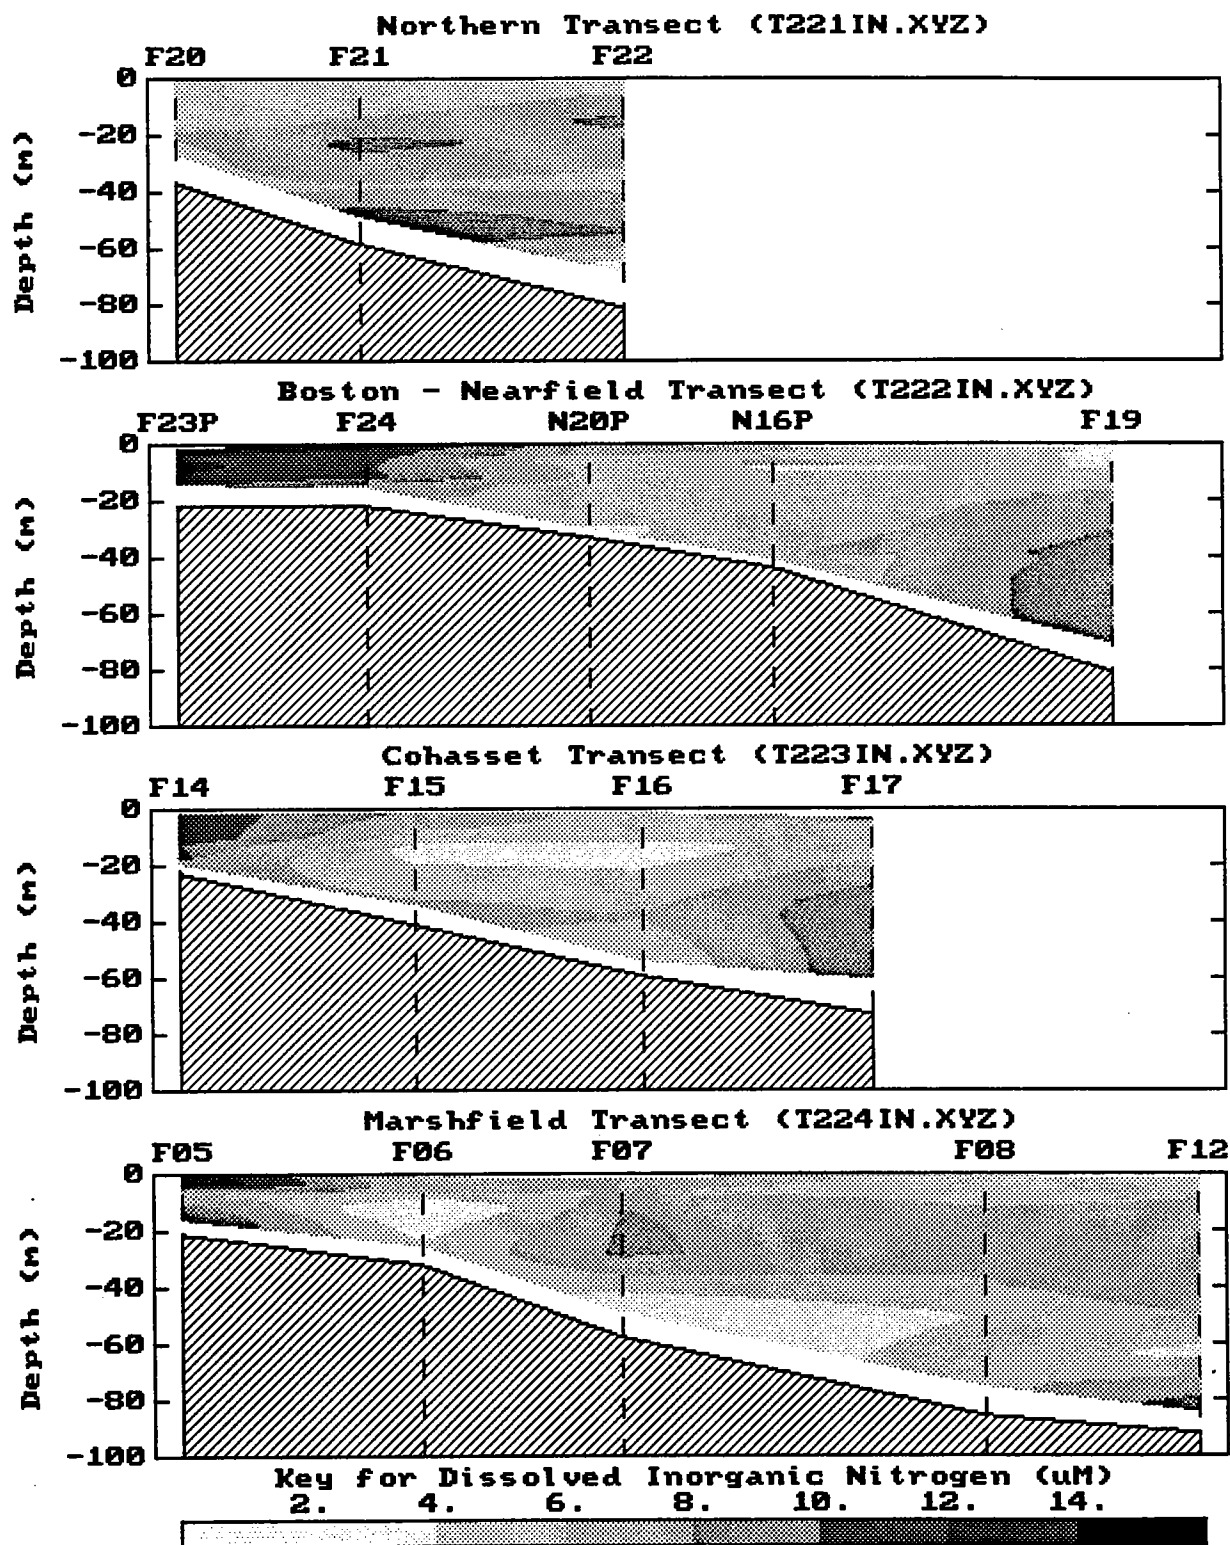 Northern Transect (T221IN.XYZ)
F20 F21 F22
0
-20
-40
-60
-80
-100
Depth (m)
Boston - Nearfield Transect (T222IN.XYZ)
F23P F24 N20P N16P F19
0
-20
-40
-60
-80
-100
Depth (m)
Cohasset Transect (T223IN.XYZ)
F14 F15 F16 F17
0
-20
-40
-60
-80
-100
Depth (m)
Marshfield Transect (T224IN.XYZ)
F05 F06 F07 F08 F12
0
-20
-40
-60
-80
-100
Depth (m)
Key for Dissolved Inorganic Nitrogen (uM)
2. 4. 6. 8. 10. 12. 14.